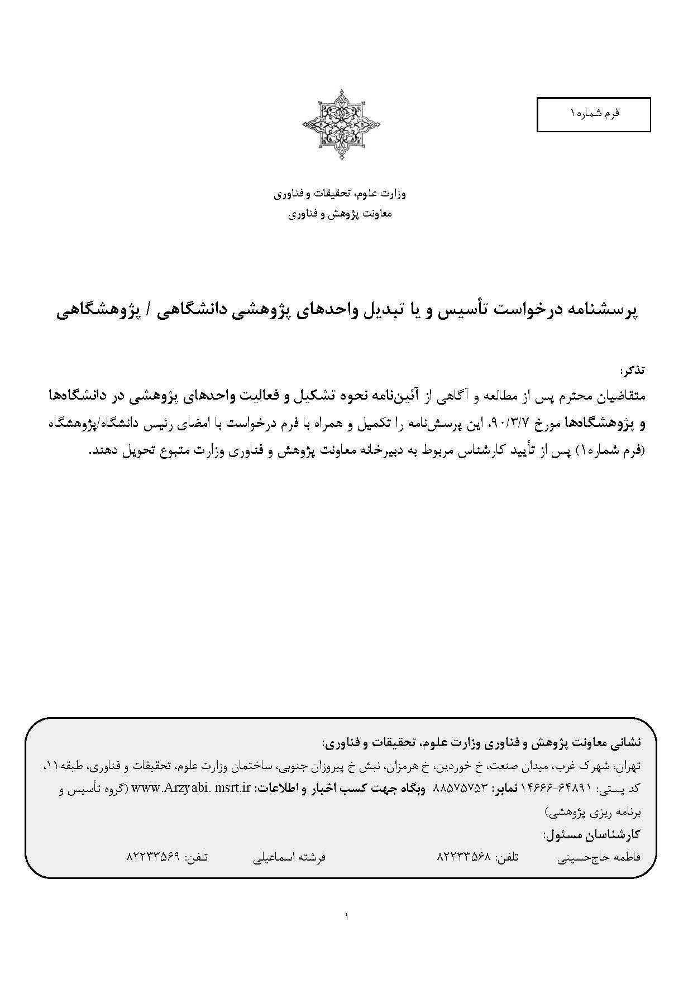 فرم شماره۱
وزارت علوم، تحقیقات و فناوری
معاونت پژوهش و فناوری
پرسشنامه درخواست تأسیس و یا تبدیل واحدهای پژوهشی دانشگاهی / پژوهشگاهی
تذکر:
متقاضیان محترم پس از مطالعه و آگاهی از آئین‌نامه نحوه تشکیل و فعالیت واحدهای پژوهشی در دانشگاه‌ها
و پژوهشگاه‌ها مورخ ۹۰/۳/۷، این پرسش‌نامه را تکمیل و همراه با فرم درخواست با امضای رئیس دانشگاه/پژوهشگاه
(فرم شماره۱) پس از تأیید کارشناس مربوط به دبیرخانه معاونت پژوهش و فناوری وزارت متبوع تحویل دهند.
نشانی معاونت پژوهش و فناوری وزارت علوم، تحقیقات و فناوری:
تهران، شهرک غرب، میدان صنعت، خ خوردین، خ هرمزان، نبش خ پیروزان جنوبی، ساختمان وزارت علوم، تحقیقات و فناوری، طبقه۱۱،
کد پستی: ۶۴۸۹۱-۱۴۶۶۶ نمابر: ۸۸۵۷۵۷۵۳ وبگاه جهت کسب اخبار و اطلاعات: www.Arzyabi. msrt.ir (گروه تأسیس و
برنامه ریزی پژوهشی)
کارشناسان مسئول:
فاطمه حاج‌حسینی تلفن: ۸۲۲۳۳۵۶۸ فرشته اسماعیلی تلفن: ۸۲۲۳۳۵۶۹
۱